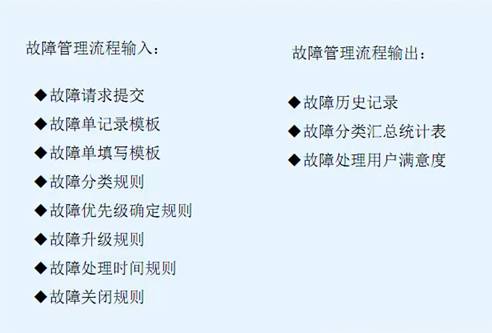 故障管理流程输入：
◆故障请求提交
◆故障单记录模板
◆故障单填写模板
◆故障分类规则
◆故障优先级确定规则
◆故障升级规则
◆故障处理时间规则
◆故障关闭规则
故障管理流程输出：
◆故障历史记录
◆故障分类汇总统计表
◆故障处理用户满意度